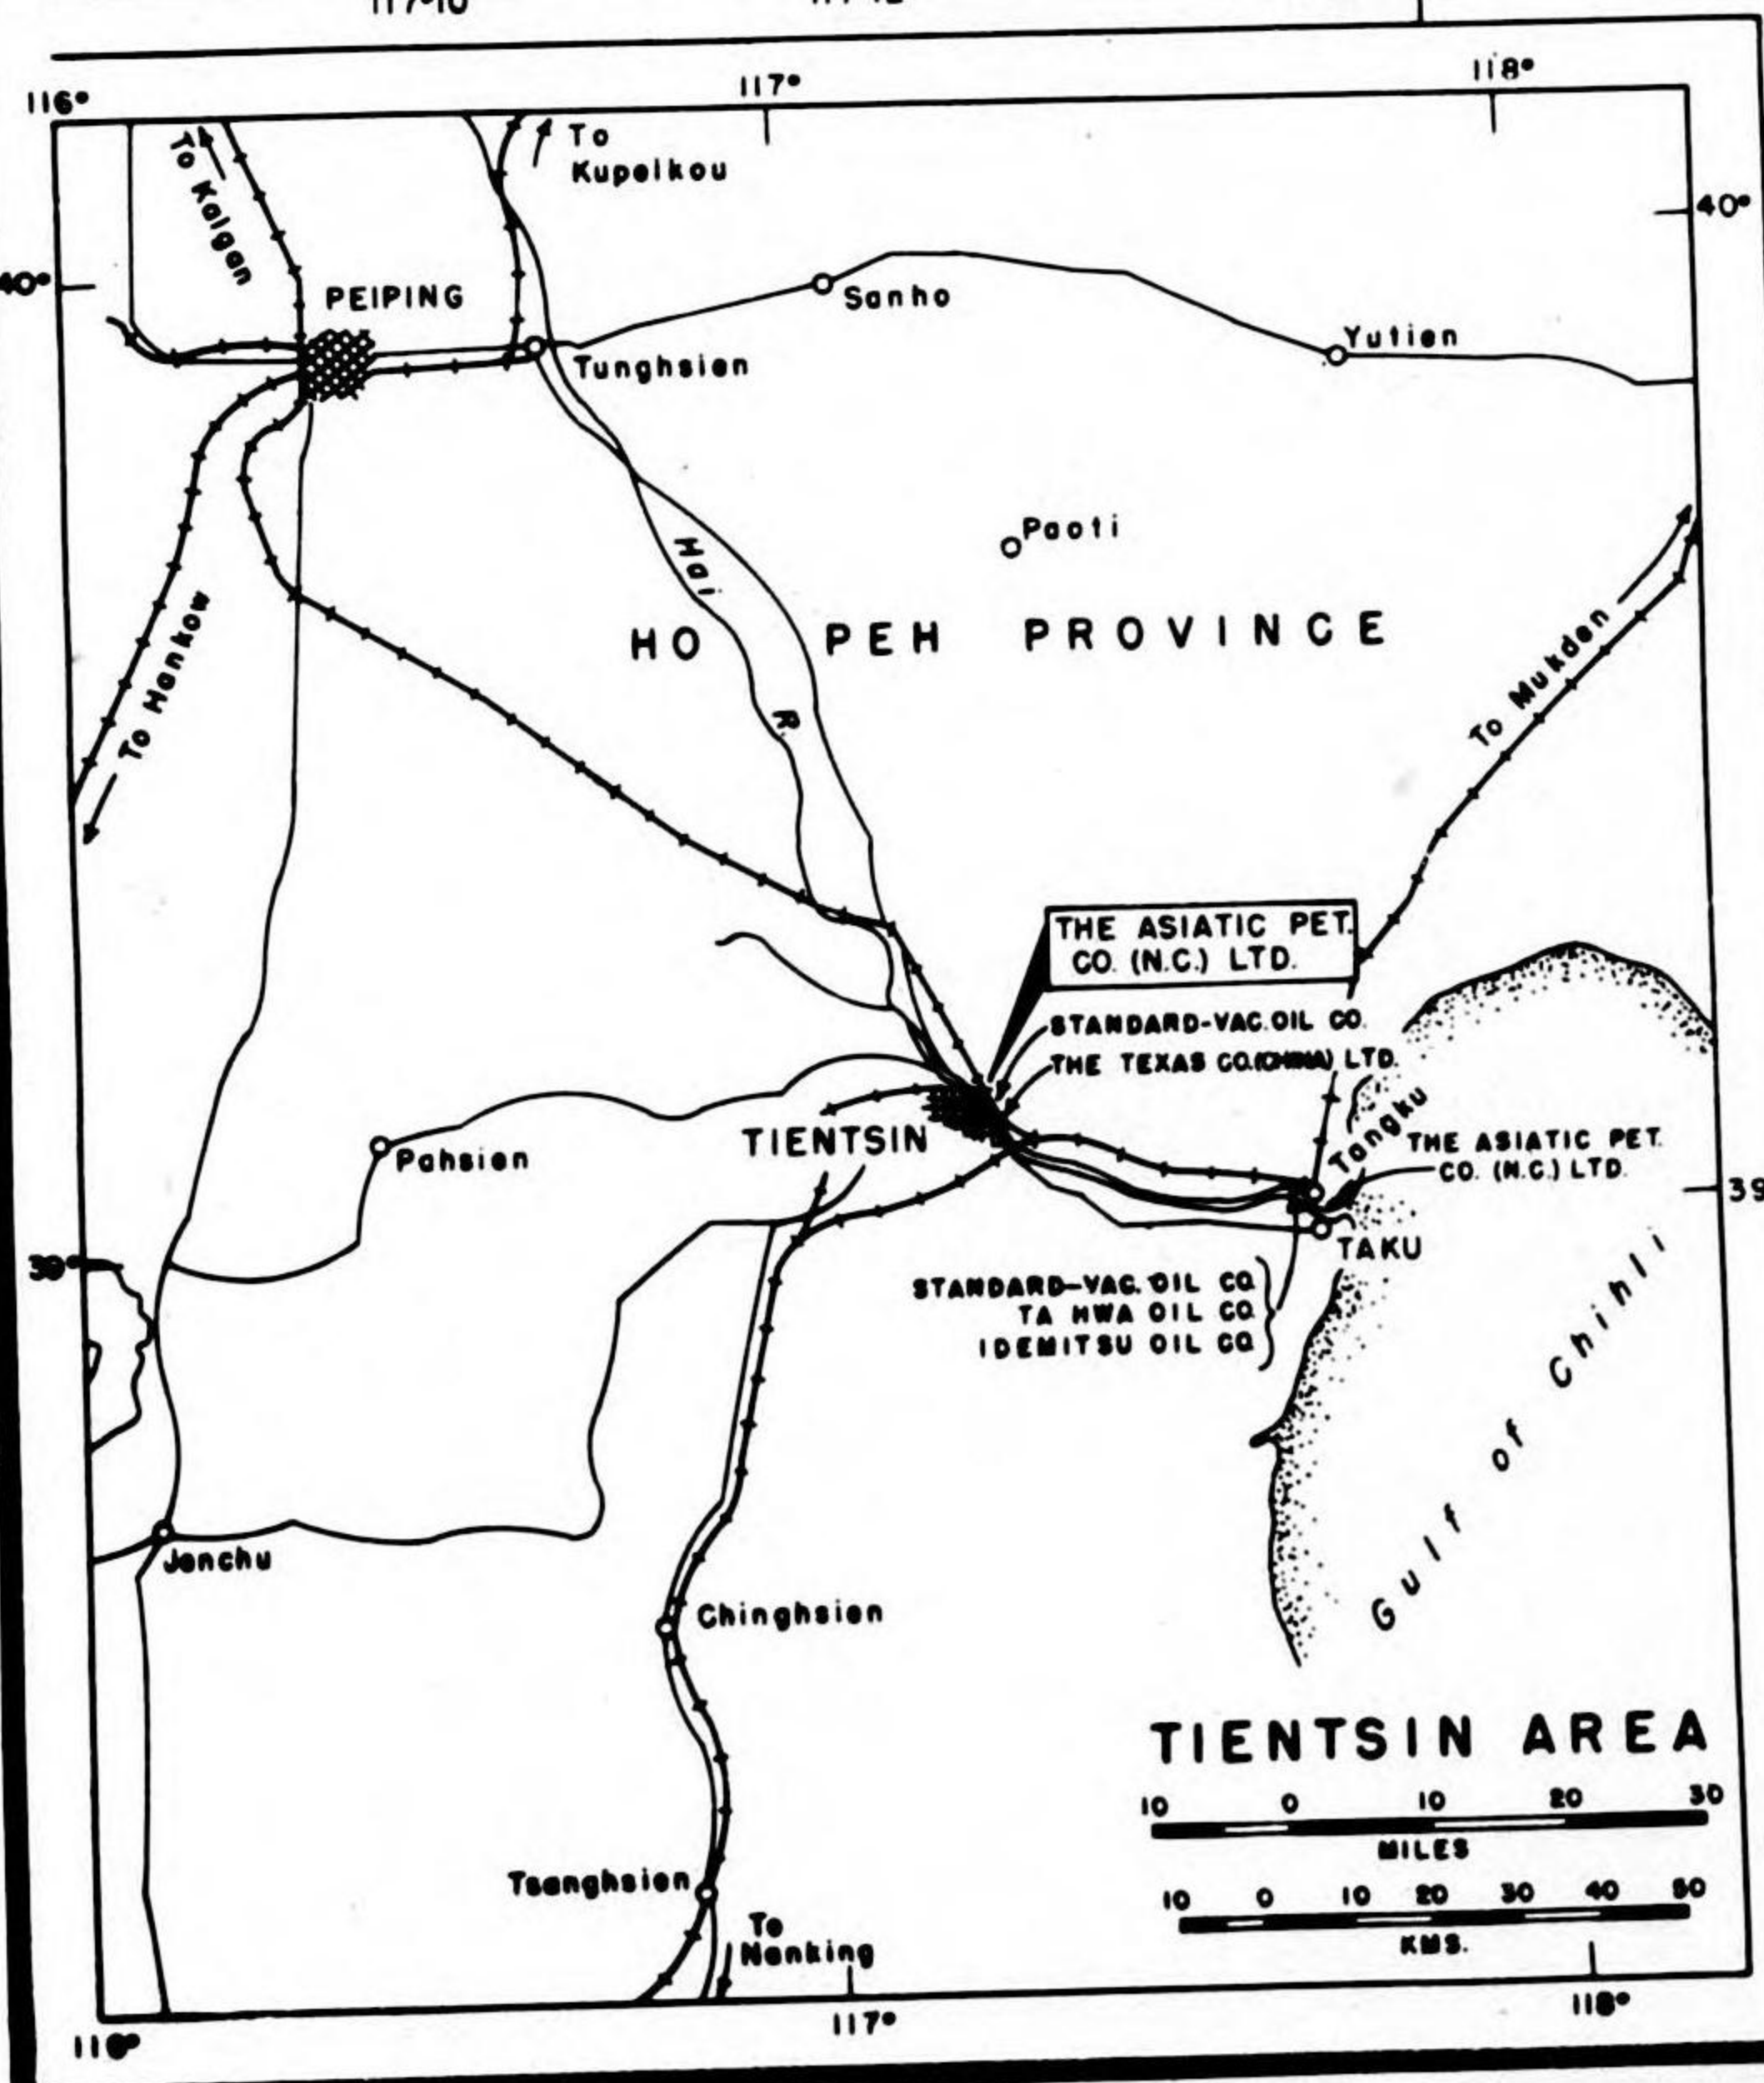 116°
117°
118°
To
Kupeikou
To Kalgan
40°
40°
PEIPING
Sanho
Yutien
Tunghsien
Paoti
Hai R.
HO PEH PROVINCE
To Hankow
To Mukden
THE ASIATIC PET.
CO. (N.C.) LTD.
STANDARD-VAC. OIL CO.
THE TEXAS CO. (CHINA) LTD.
Tangku
TIENTSIN
THE ASIATIC PET.
CO. (N.C.) LTD.
Pahsien
39
39°
TAKU
STANDARD-VAC. OIL CO.
TA HWA OIL CO.
IDEMITSU OIL CO.
Gulf of Chihli
Jenchu
Chinghsien
TIENTSIN AREA
10 0 10 20 30
MILES
Tsanghsien
10 0 10 20 30 40 50
KMS.
To
Nanking
116°
117°
118°